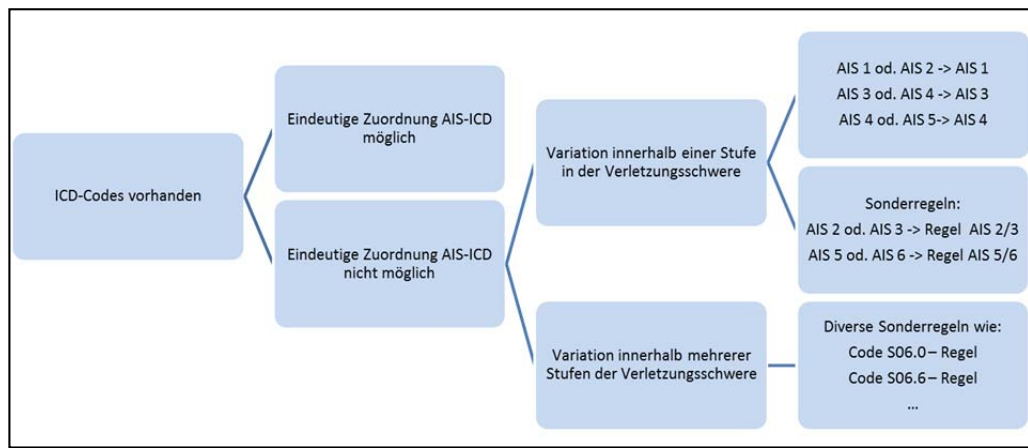 ICD-Codes vorhanden
Eindeutige Zuordnung AIS-ICD
möglich
Eindeutige Zuordnung AIS-ICD
nicht möglich
Variation innerhalb einer Stufe
in der Verletzungsschwere
Variation innerhalb mehrerer
Stufen der Verletzungsschwere
AIS 1 od. AIS 2 -> AIS 1
AIS 3 od. AIS 4 -> AIS 3
AIS 4 od. AIS 5-> AIS 4
Sonderregeln:
AIS 2 od. AIS 3 -> Regel AIS 2/3
AIS 5 od. AIS 6 -> Regel AIS 5/6
Diverse Sonderregeln wie:
Code S06.0 – Regel
Code S06.6 – Regel
...